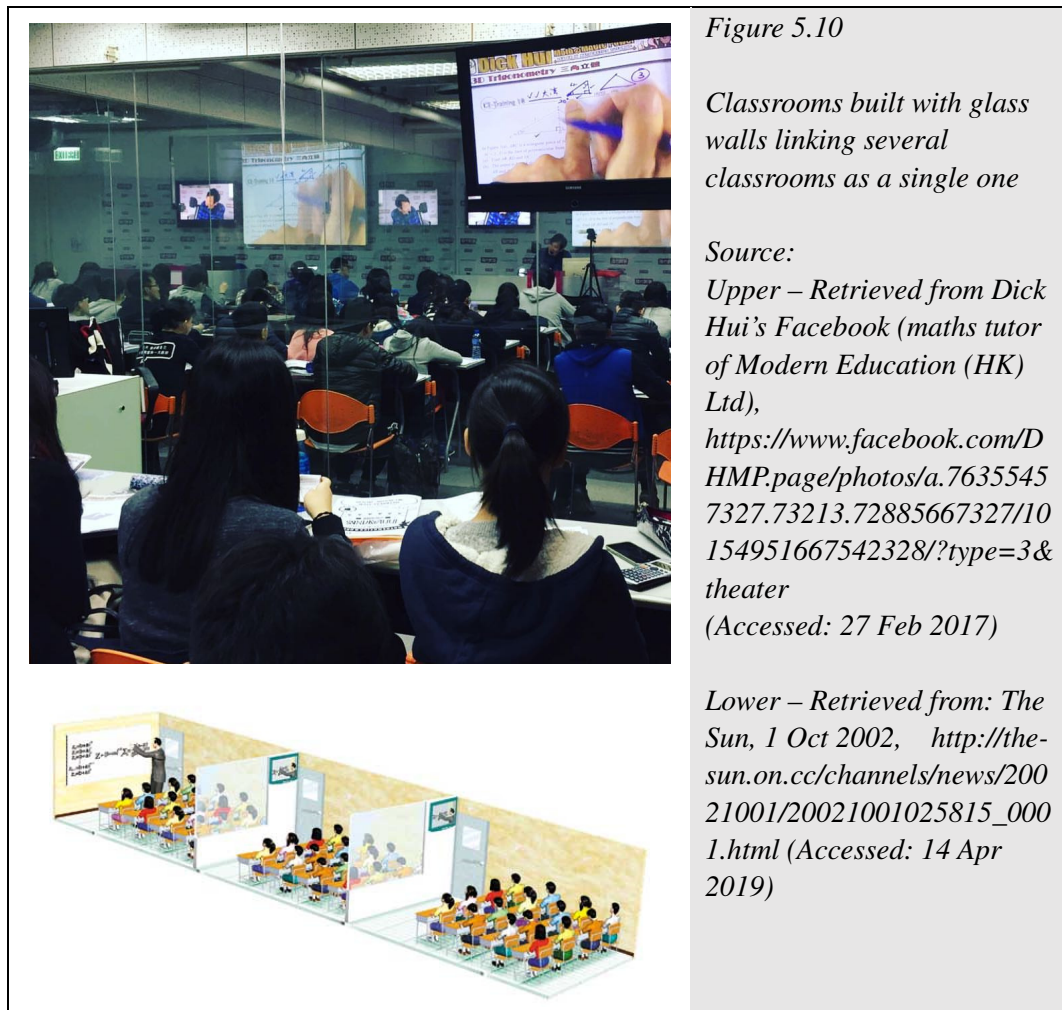 DICK HUI
3D Trigonometry 三角立體
3
Figure 5.10
Classrooms built with glass
walls linking several
classrooms as a single one
Source:
Upper – Retrieved from Dick
Hui’s Facebook (maths tutor
of Modern Education (HK)
Ltd),
https://www.facebook.com/D
HMP.page/photos/a.7635545
7327.73213.72885667327/10
154951667542328/?type=3&
theater
(Accessed: 27 Feb 2017)
Lower – Retrieved from: The
Sun, 1 Oct 2002, http://the-
sun.on.cc/channels/news/200
21001/20021001025815_000
1.html (Accessed: 14 Apr
2019)